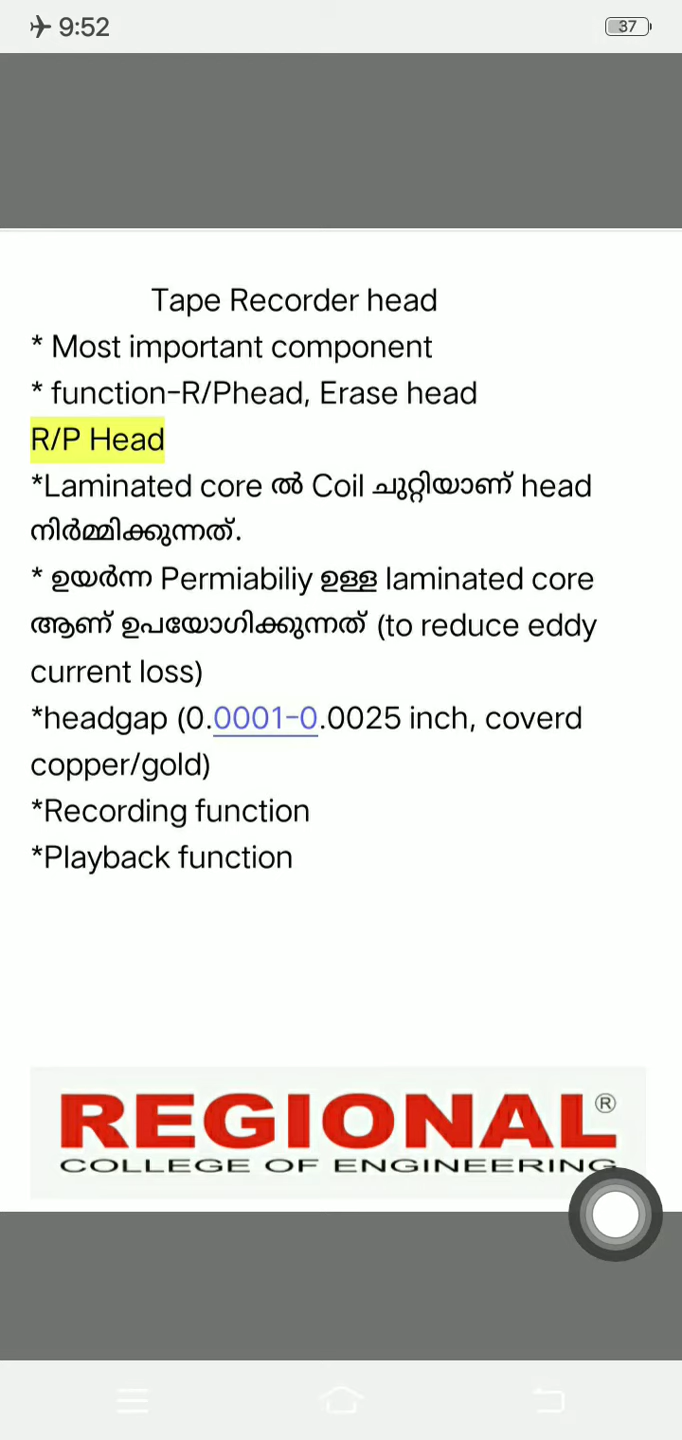 9:52
37
Tape Recorder head
* Most important component
* function-R/Phead, Erase head
R/P Head
*Laminated core ൽ Coil ചുറ്റിയാണ് head
നിർമ്മിക്കുന്നത്.
* ഉയർന്ന Permiabiliy ഉള്ള laminated core
ആണ് ഉപയോഗിക്കുന്നത് (to reduce eddy
current loss)
*headgap (0.0001-0.0025 inch, coverd
copper/gold)
*Recording function
*Playback function
REGIONAL®
COLLEGE OF ENGINEERING